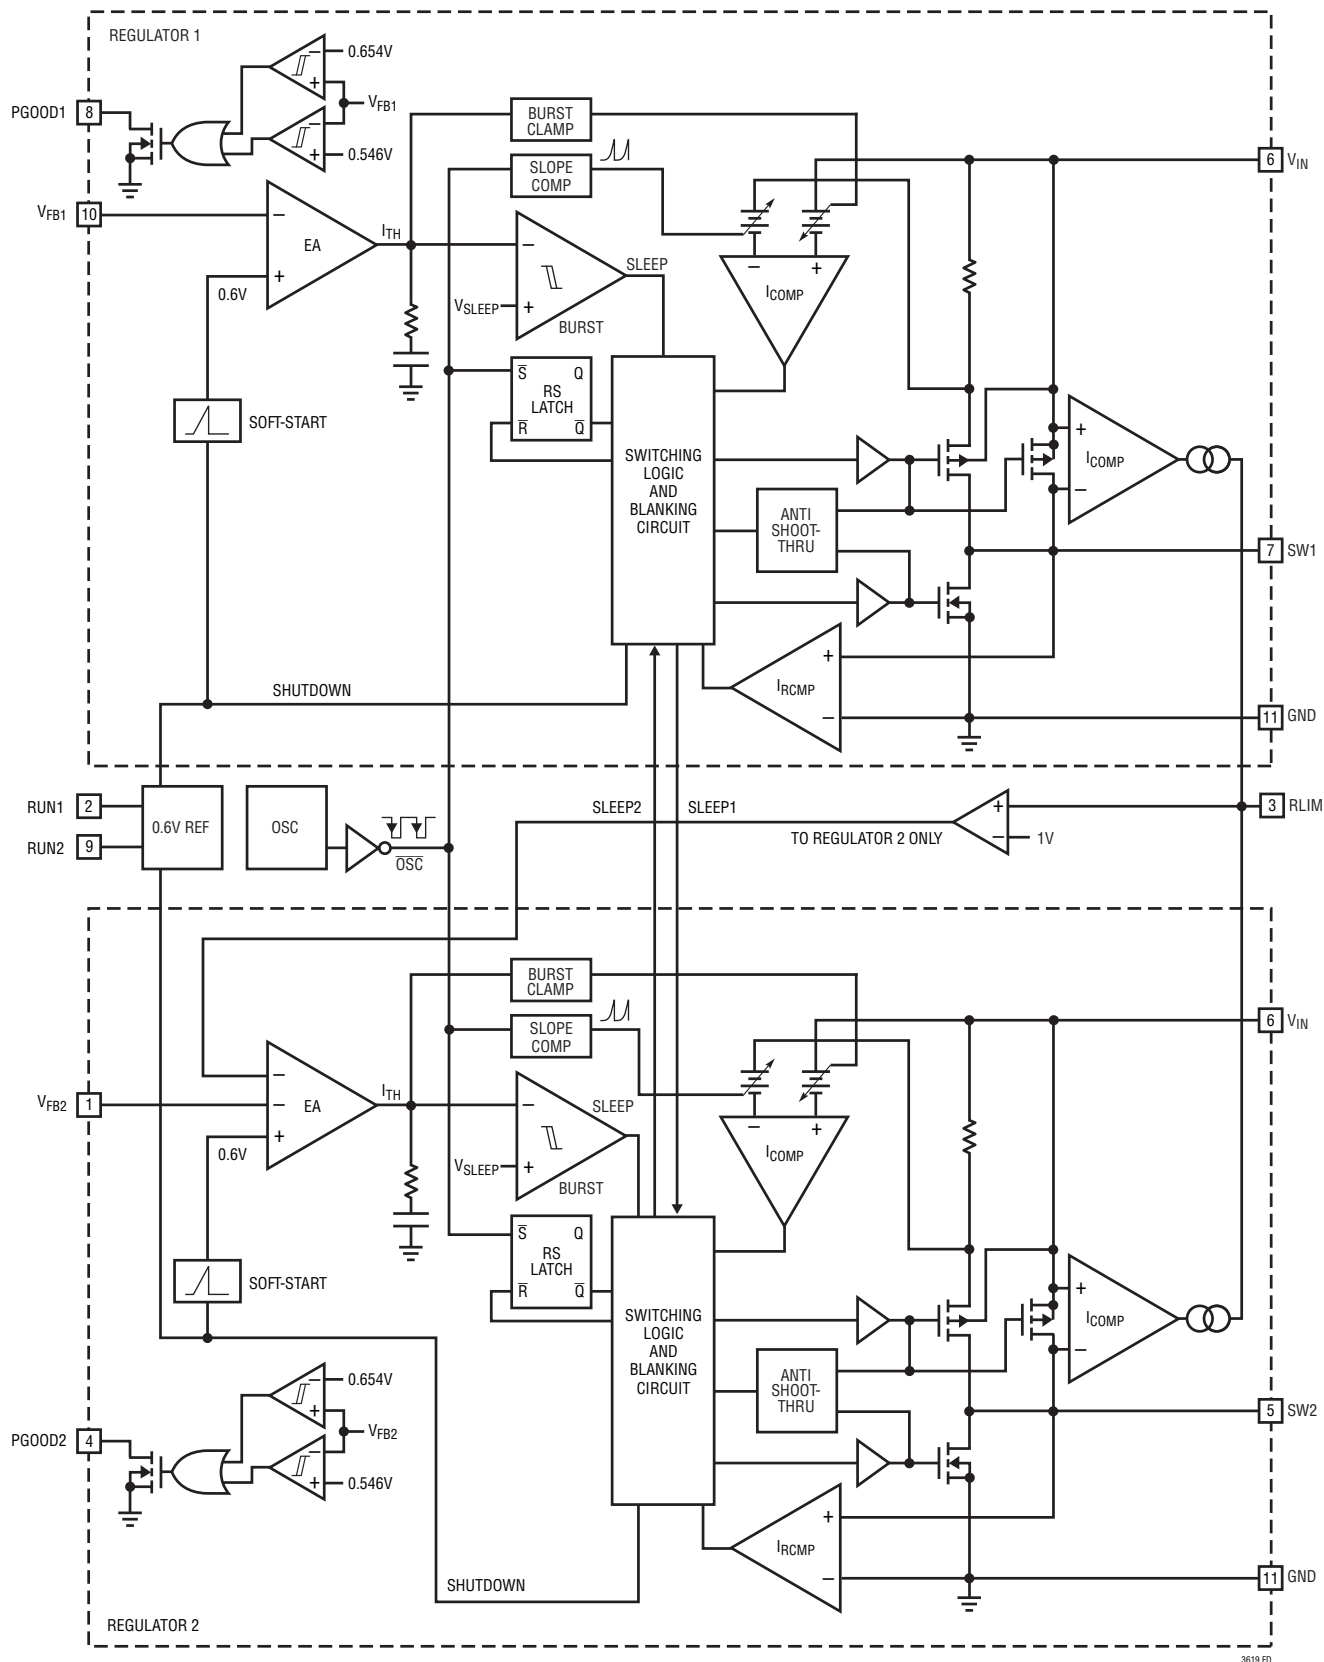 REGULATOR 1
0.654V
−
+
VFB1
PGOOD1
8
−
+
0.546V
BURST
CLAMP
SLOPE
COMP
6
VIN
VFB1
10
−
EA
+
0.6V
ITH
−
SLEEP
VSLEEP
+
BURST
−
+
ICOMP
S
Q
RS
LATCH
R
Q
SOFT-START
SWITCHING
LOGIC
AND
BLANKING
CIRCUIT
+
ICOMP
−
ANTI
SHOOT-
THRU
7
SW1
+
IRCMP
−
SHUTDOWN
11
GND
RUN1
2
0.6V REF
OSC
OSC
SLEEP2
SLEEP1
+
3
RLIM
RUN2
9
TO REGULATOR 2 ONLY
−
1V
BURST
CLAMP
SLOPE
COMP
6
VIN
−
VFB2
1
−
EA
+
0.6V
ITH
−
SLEEP
VSLEEP
+
BURST
−
+
ICOMP
S
Q
RS
LATCH
R
Q
SOFT-START
SWITCHING
LOGIC
AND
BLANKING
CIRCUIT
+
ICOMP
−
ANTI
SHOOT-
THRU
5
SW2
0.654V
−
+
VFB2
PGOOD2
4
−
+
0.546V
+
IRCMP
−
11
GND
SHUTDOWN
REGULATOR 2
3619 FD